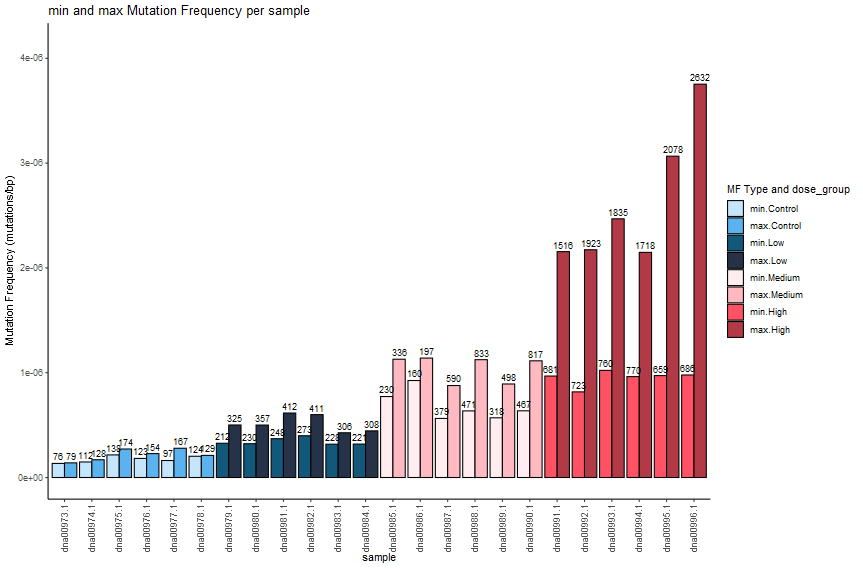 min and max Mutation Frequency per sample
4e-06
3e-06
2e-06
1e-06
0e+00
Mutation Frequency (mutations/bp)
76 79 112 128 138 174 123 154 97 167 124 129 212 325 230 357 248 412 273 411 228 306 221 308 230 336 160 197 379 590 471 833 318 498 467 817 681 1516 723 1923 760 1835 770 1718 659 2078 686 2632
dna00973.1
dna00974.1
dna00975.1
dna00976.1
dna00977.1
dna00978.1
dna00979.1
dna00980.1
dna00981.1
dna00982.1
dna00983.1
dna00984.1
dna00985.1
dna00986.1
dna00987.1
dna00988.1
dna00989.1
dna00990.1
dna00991.1
dna00992.1
dna00993.1
dna00994.1
dna00995.1
dna00996.1
sample
MF Type and dose_group
min.Control
max.Control
min.Low
max.Low
min.Medium
max.Medium
min.High
max.High